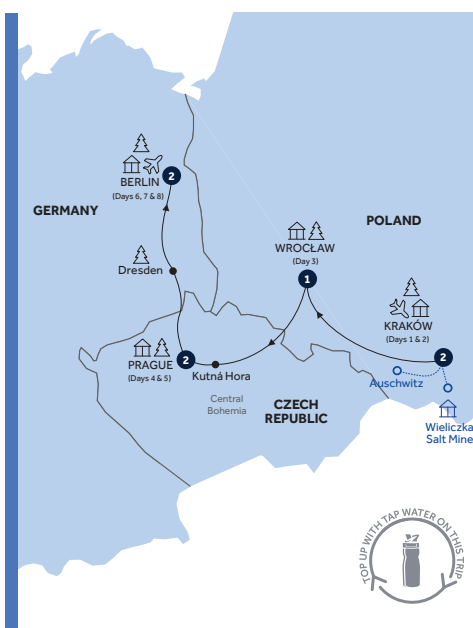 2
BERLIN
(Days 6, 7 & 8)
GERMANY
POLAND
WROCŁAW
(Day 3)
1
Dresden
KRAKÓW
(Days 1 & 2)
2
PRAGUE
(Days 4 & 5)
2
Kutná Hora
Auschwitz
Central
Bohemia
CZECH
REPUBLIC
Wieliczka
Salt Mine
TOP UP WITH TAP WATER ON THIS TRIP